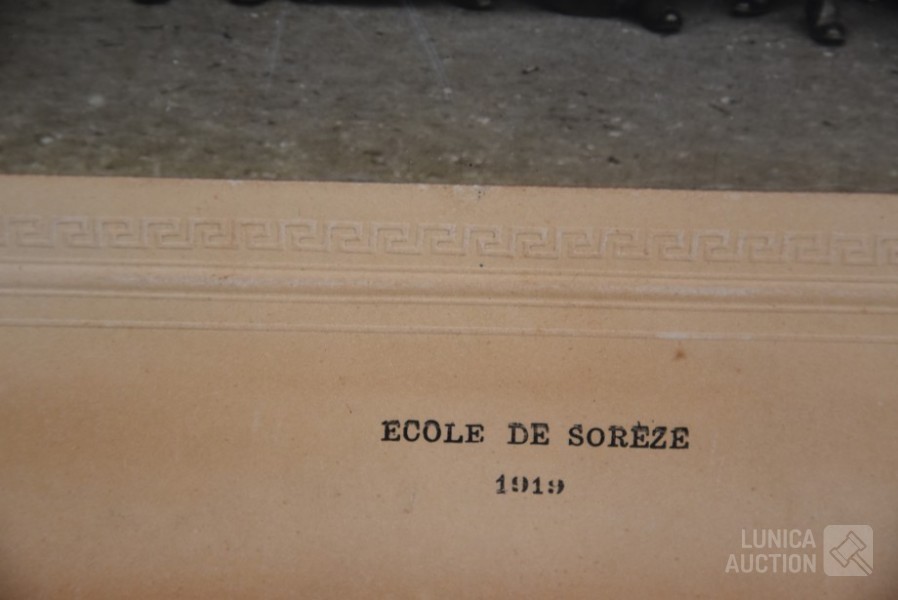 ECOLE DE SORÈZE
1919
LUNICA
AUCTION